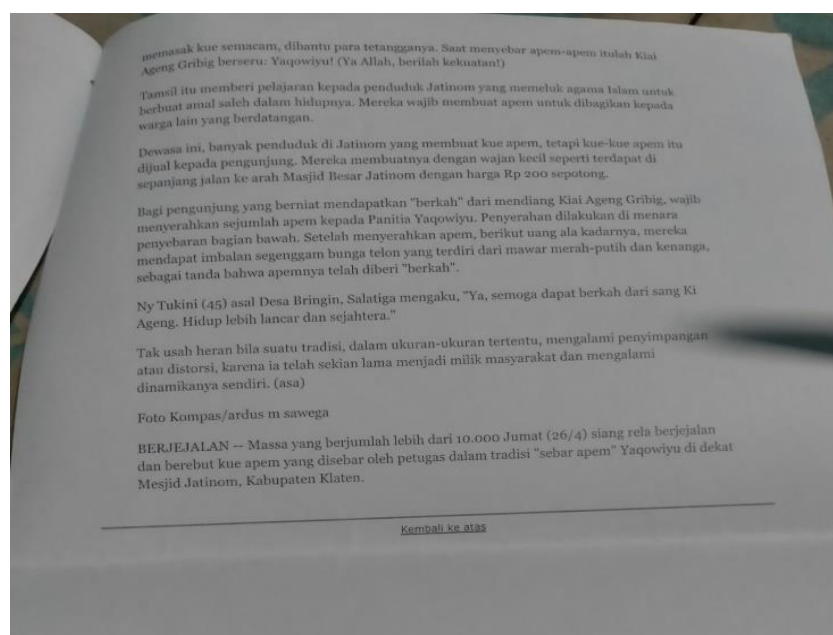 memasak kue semacam, dibantu para tetangganya. Saat menyebar apem-apem itulah Kiai
Ageng Gribig berseru: Yaqowiyu! (Ya Allah, berilah kekuatan!)
Tamsil itu memberi pelajaran kepada penduduk Jatinom yang memeluk agama Islam untuk
berbuat amal saleh dalam hidupnya. Mereka wajib membuat apem untuk dibagikan kepada
warga lain yang berdatangan.
Dewasa ini, banyak penduduk di Jatinom yang membuat kue apem, tetapi kue-kue apem itu
dijual kepada pengunjung. Mereka membuatnya dengan wajan kecil seperti terdapat di
sepanjang jalan ke arah Masjid Besar Jatinom dengan harga Rp 200 sepotong.
Bagi pengunjung yang berniat mendapatkan "berkah" dari mendiang Kiai Ageng Gribig, wajib
menyerahkan sejumlah apem kepada Panitia Yaqowiyu. Penyerahan dilakukan di menara
penyebaran bagian bawah. Setelah menyerahkan apem, berikut uang ala kadarnya, mereka
mendapat imbalan segenggam bunga telon yang terdiri dari mawar merah-putih dan kenanga,
sebagai tanda bahwa apemnya telah diberi "berkah".
Ny Tukini (45) asal Desa Bringin, Salatiga mengaku, "Ya, semoga dapat berkah dari sang Ki
Ageng. Hidup lebih lancar dan sejahtera."
Tak usah heran bila suatu tradisi, dalam ukuran-ukuran tertentu, mengalami penyimpangan
atau distorsi, karena ia telah sekian lama menjadi milik masyarakat dan mengalami
dinamikanya sendiri. (asa)
Foto Kompas/ardus m sawega
BERJEJALAN -- Massa yang berjumlah lebih dari 10.000 Jumat (26/4) siang rela berjejalan
dan berebut kue apem yang disebar oleh petugas dalam tradisi "sebar apem" Yaqowiyu di dekat
Mesjid Jatinom, Kabupaten Klaten.
Kembali ke atas